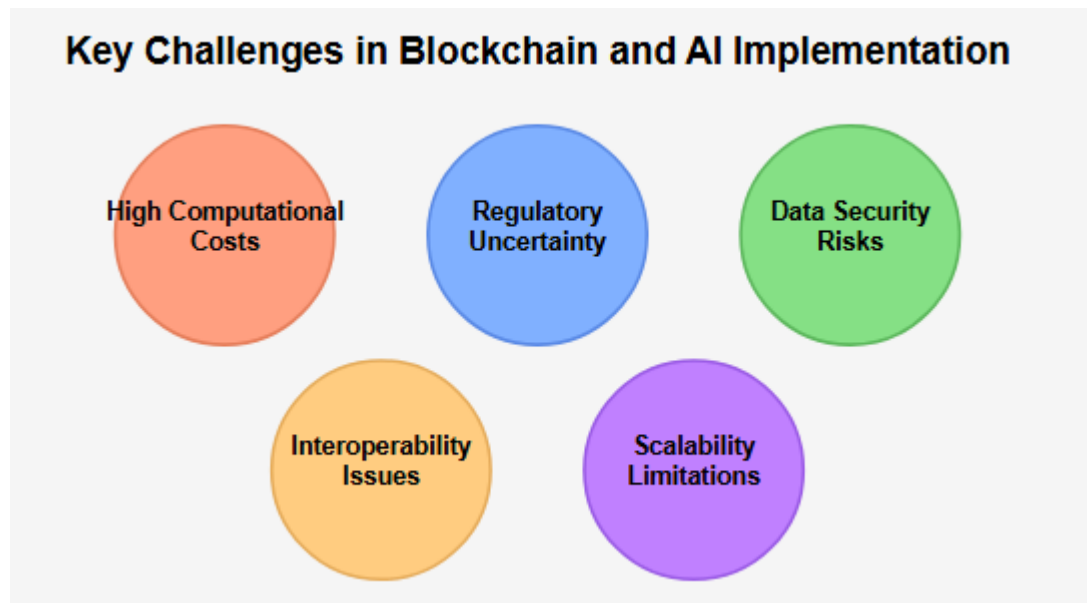 Key Challenges in Blockchain and AI Implementation
High Computational
Costs
Regulatory
Uncertainty
Data Security
Risks
Interoperability
Issues
Scalability
Limitations